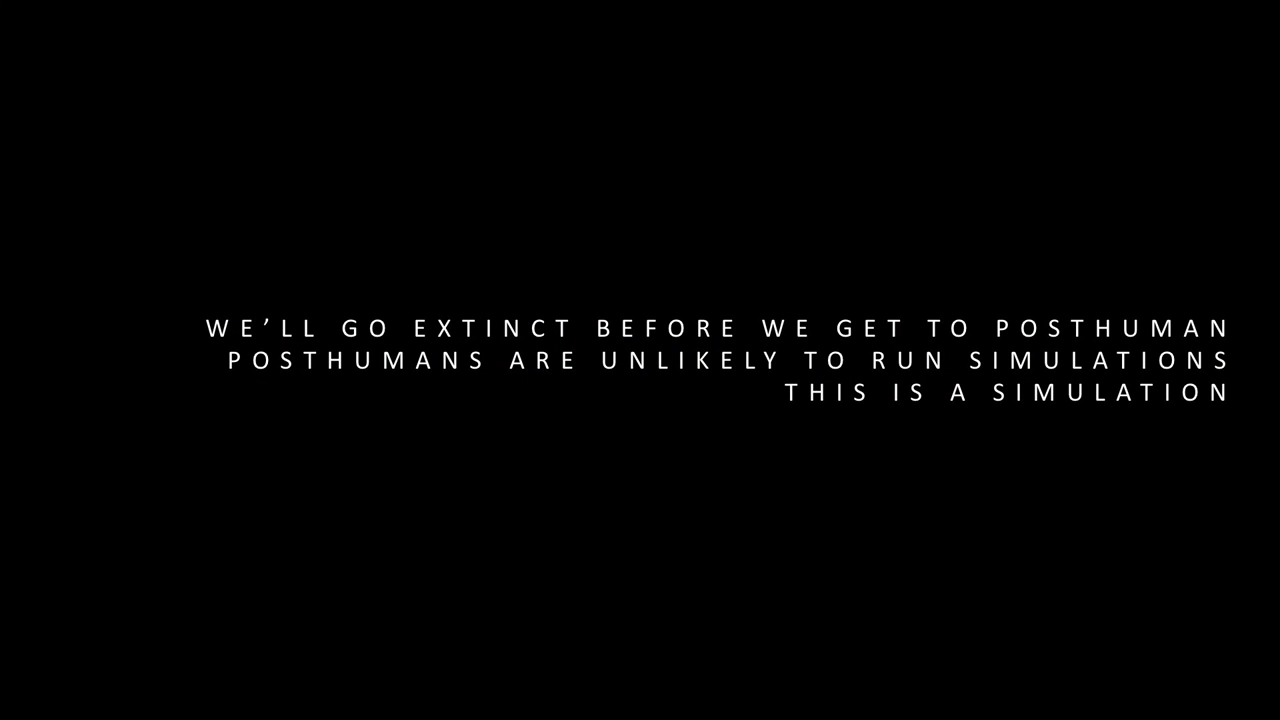 WE’LL GO EXTINCT BEFORE WE GET TO POSTHUMAN
POSTHUMANS ARE UNLIKELY TO RUN SIMULATIONS
THIS IS A SIMULATION